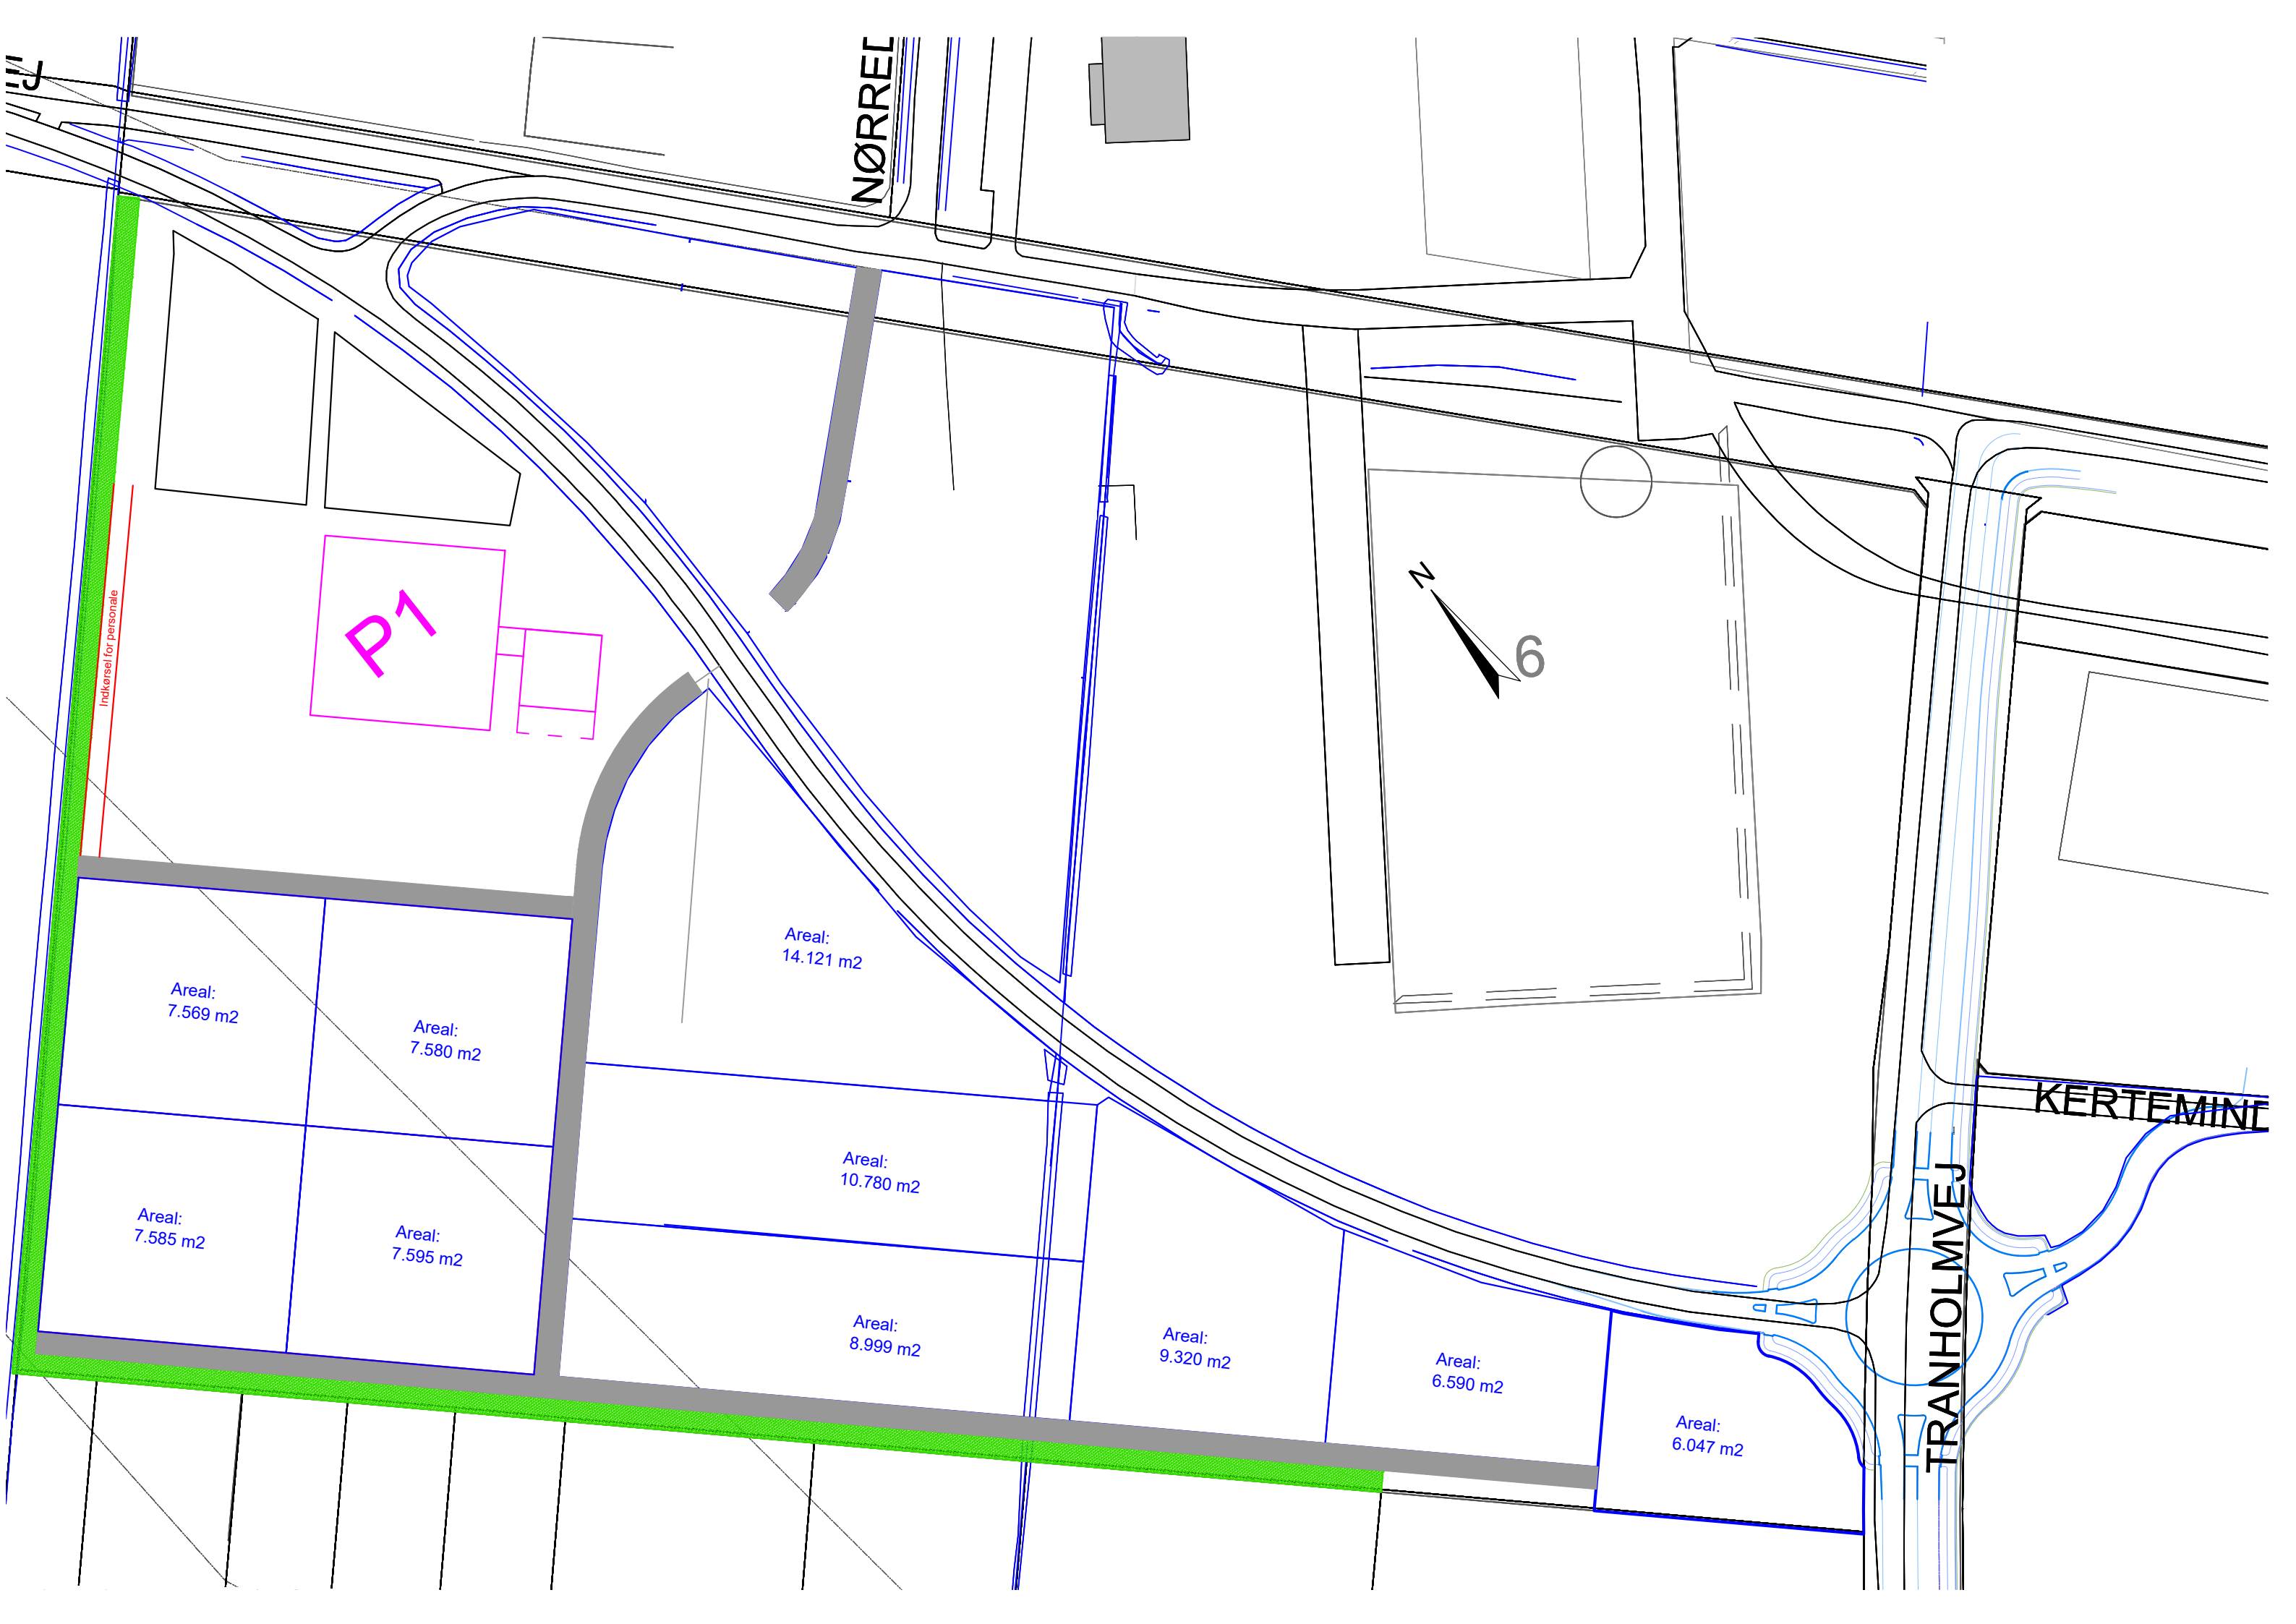 EJ
NØRRED
N
6
P1
Indkørsel for personale
Areal:
14.121 m2
Areal:
7.569 m2
Areal:
7.580 m2
KERTEMIND
Areal:
10.780 m2
Areal:
7.585 m2
Areal:
7.595 m2
TRANHOLMVEJ
Areal:
8.999 m2
Areal:
9.320 m2
Areal:
6.590 m2
Areal:
6.047 m2